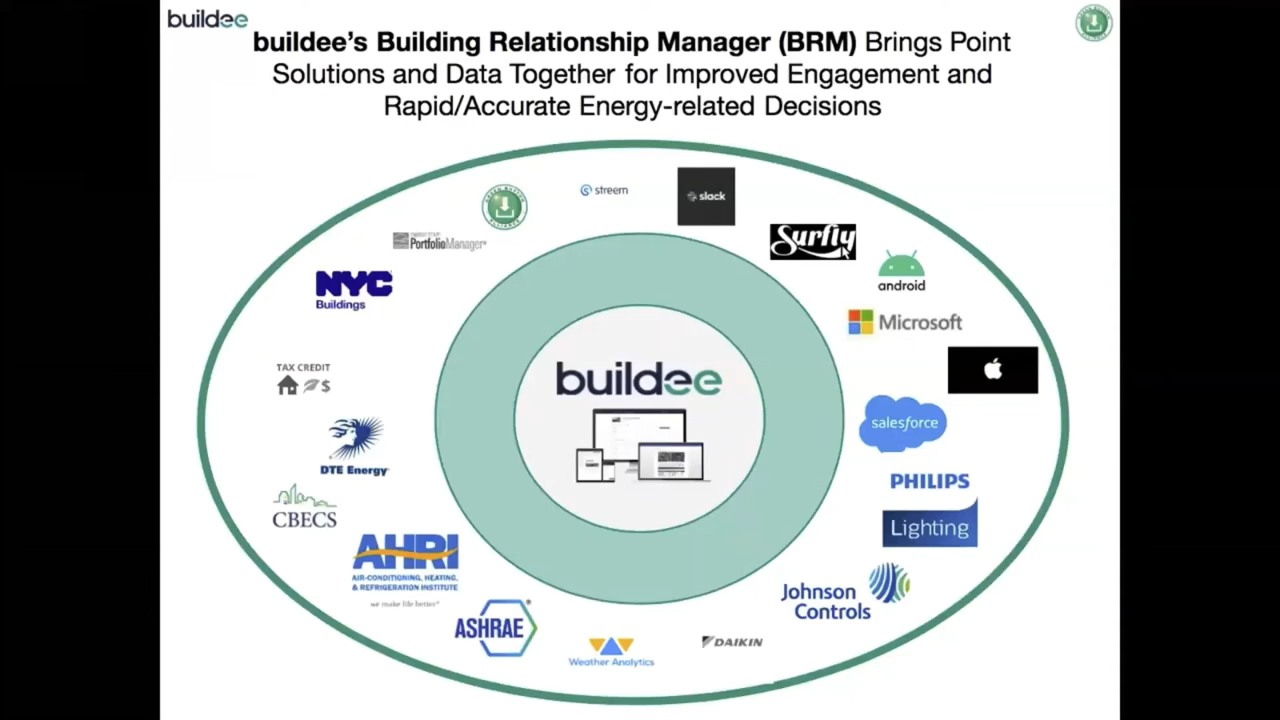 buildee
buildee's Building Relationship Manager (BRM) Brings Point
Solutions and Data Together for Improved Engagement and
Rapid/Accurate Energy-related Decisions
streem
slack
PortfolioManager®
Surfly
android
NYC
Buildings
Microsoft
TAX CREDIT
$
buildee
salesforce
DTE Energy®
PHILIPS
Lighting
CBECS
AHRI
AIR-CONDITIONING, HEATING,
& REFRIGERATION INSTITUTE
we make life better®
Johnson
Controls
ASHRAE®
Weather Analytics
DAIKIN